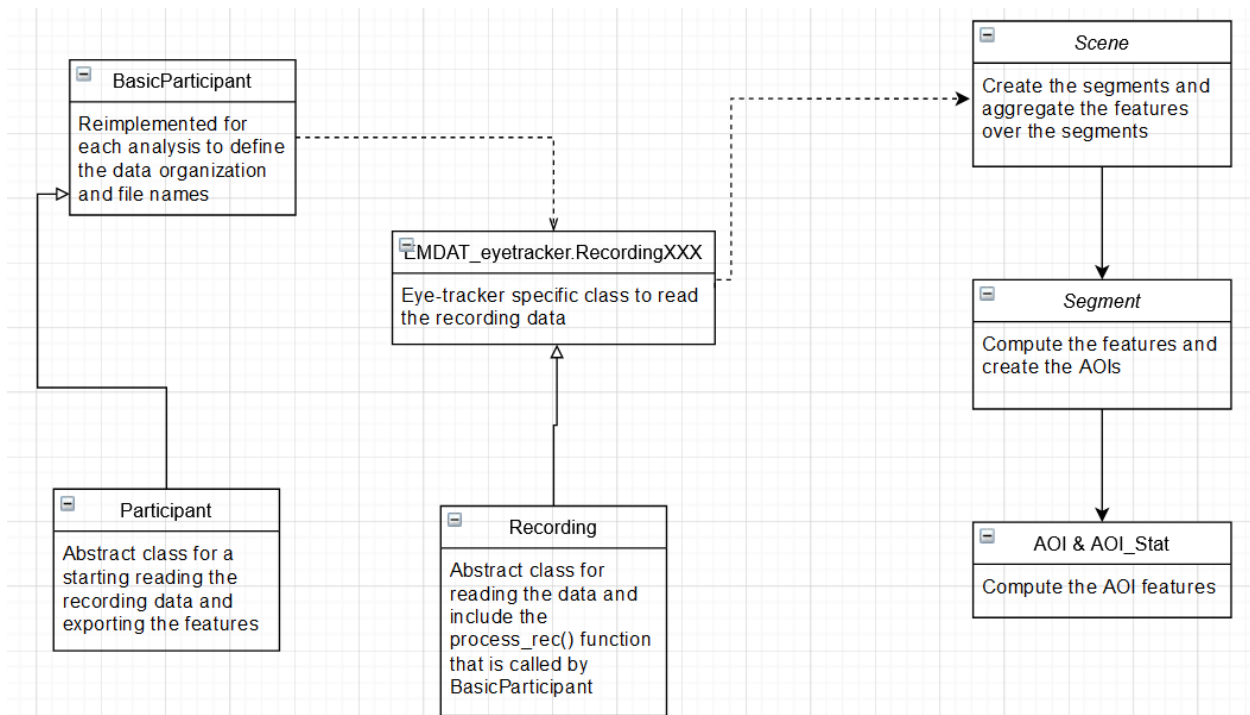 BasicParticipant
Reimplemented for
each analysis to define
the data organization
and file names
Scene
Create the segments and
aggregate the features
over the segments
EMDAT_eyetracker.RecordingXXX
Eye-tracker specific class to read
the recording data
Segment
Compute the features and
create the AOIs
Participant
Abstract class for a
starting reading the
recording data and
exporting the features
Recording
Abstract class for
reading the data and
include the
process_rec() function
that is called by
BasicParticipant
AOI & AOI_Stat
Compute the AOI features